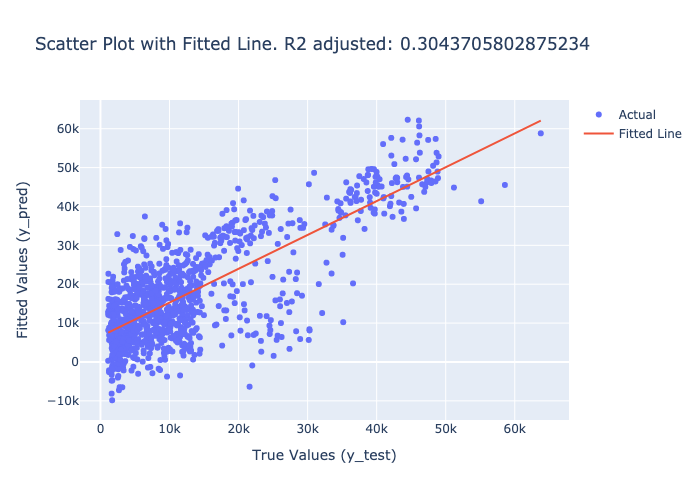 Scatter Plot with Fitted Line. R2 adjusted: 0.3043705802875234
Actual
Fitted Line
60k
50k
40k
30k
20k
10k
0
−10k
Fitted Values (y_pred)
0
10k
20k
30k
40k
50k
60k
True Values (y_test)